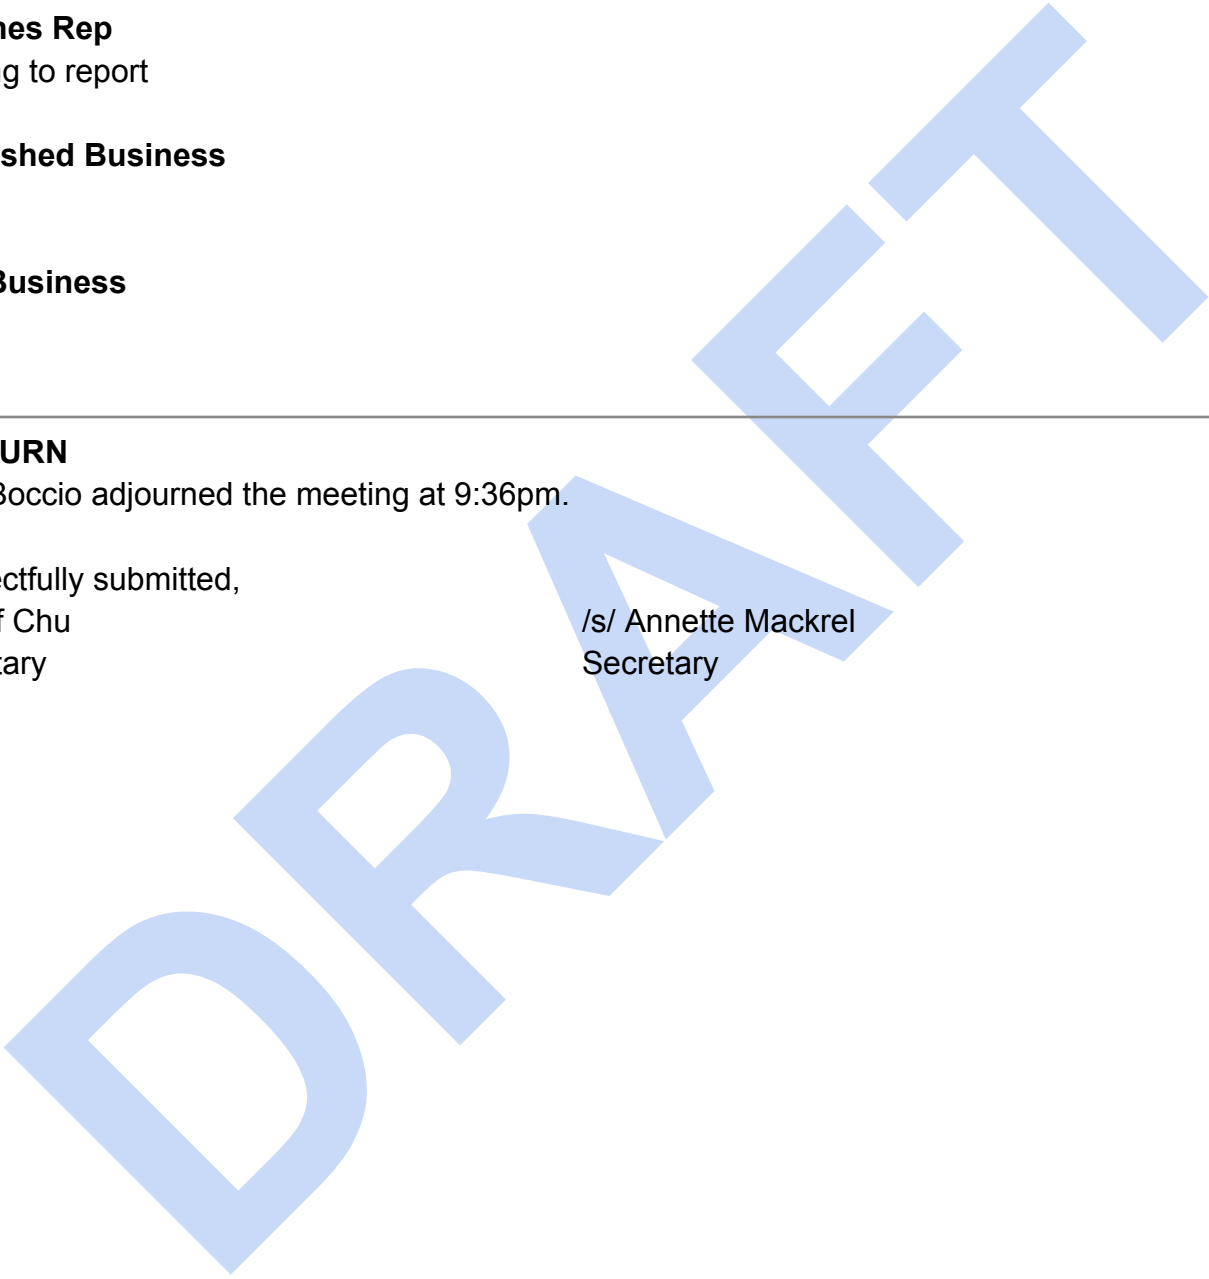 nes Rep
ng to report
shed Business
Business
URN
Boccio adjourned the meeting at 9:36pm.
ectfully submitted,
f Chu /s/ Annette Mackrel
tary Secretary
DRAFT